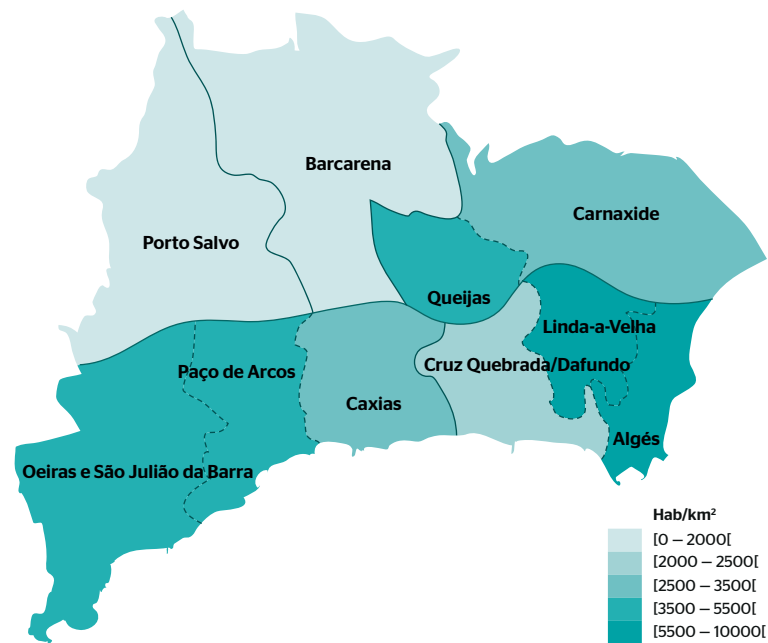 Barcarena
Carnaxide
Porto Salvo
Queijas
Linda-a-Velha
Cruz Quebrada/Dafundo
Paço de Arcos
Caxias
Algés
Oeiras e São Julião da Barra
Hab/km²
[0 – 2000[
[2000 – 2500[
[2500 – 3500[
[3500 – 5500[
[5500 – 10000[